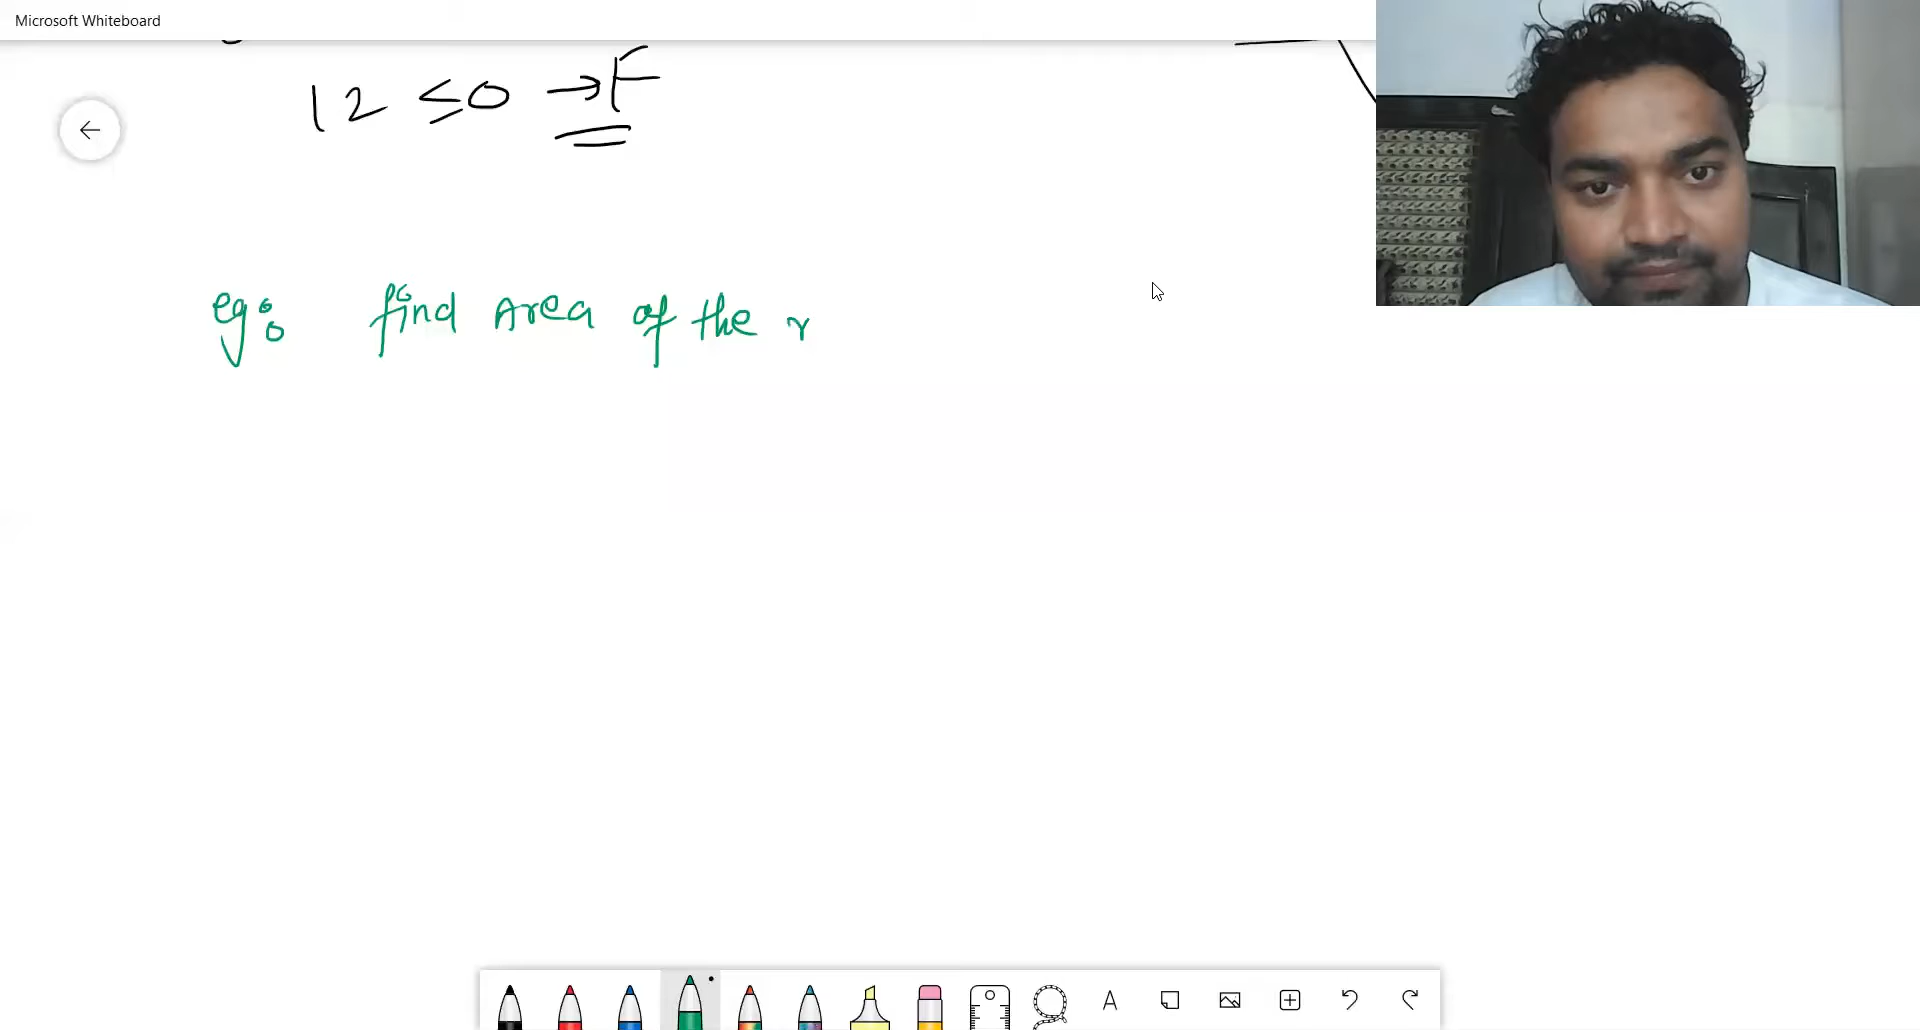 Microsoft Whiteboard
12 ≤ 0 → F
eg: find Area of the r
A